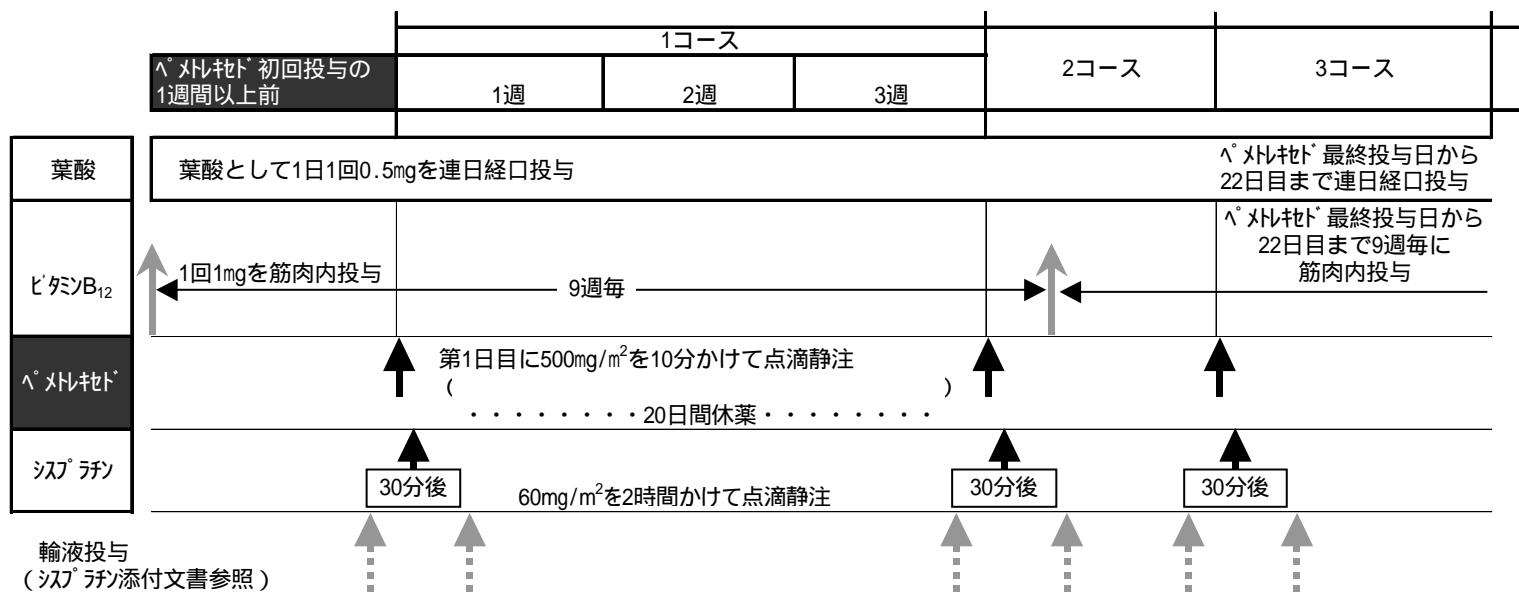 1コース
ﾍﾟﾒﾄﾚｷｾﾄﾞ初回投与の
1週間以上前
1週
2週
3週
2コース
3コース
葉酸
葉酸として1日1回0.5mgを連日経口投与
ﾍﾟﾒﾄﾚｷｾﾄﾞ最終投与日から
22日目まで連日経口投与
ﾋﾞﾀﾐﾝB₁₂
1回1mgを筋肉内投与
9週毎
ﾍﾟﾒﾄﾚｷｾﾄﾞ最終投与日から
22日目まで9週毎に
筋肉内投与
ﾍﾟﾒﾄﾚｷｾﾄﾞ
第1日目に500mg/m²を10分かけて点滴静注
( )
・・・・・・・・20日間休薬・・・・・・・・
ｼｽﾌﾟﾗﾁﾝ
30分後
60mg/m²を2時間かけて点滴静注
30分後
30分後
輸液投与
(ｼｽﾌﾟﾗﾁﾝ添付文書参照)